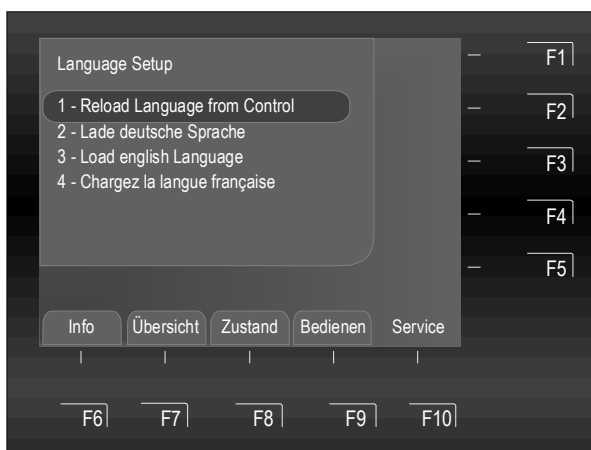 Language Setup
F1
1 - Reload Language from Control
F2
2 - Lade deutsche Sprache
3 - Load english Language
F3
4 - Chargez la langue française
F4
F5
Info Übersicht Zustand Bedienen Service
F6 F7 F8 F9 F10